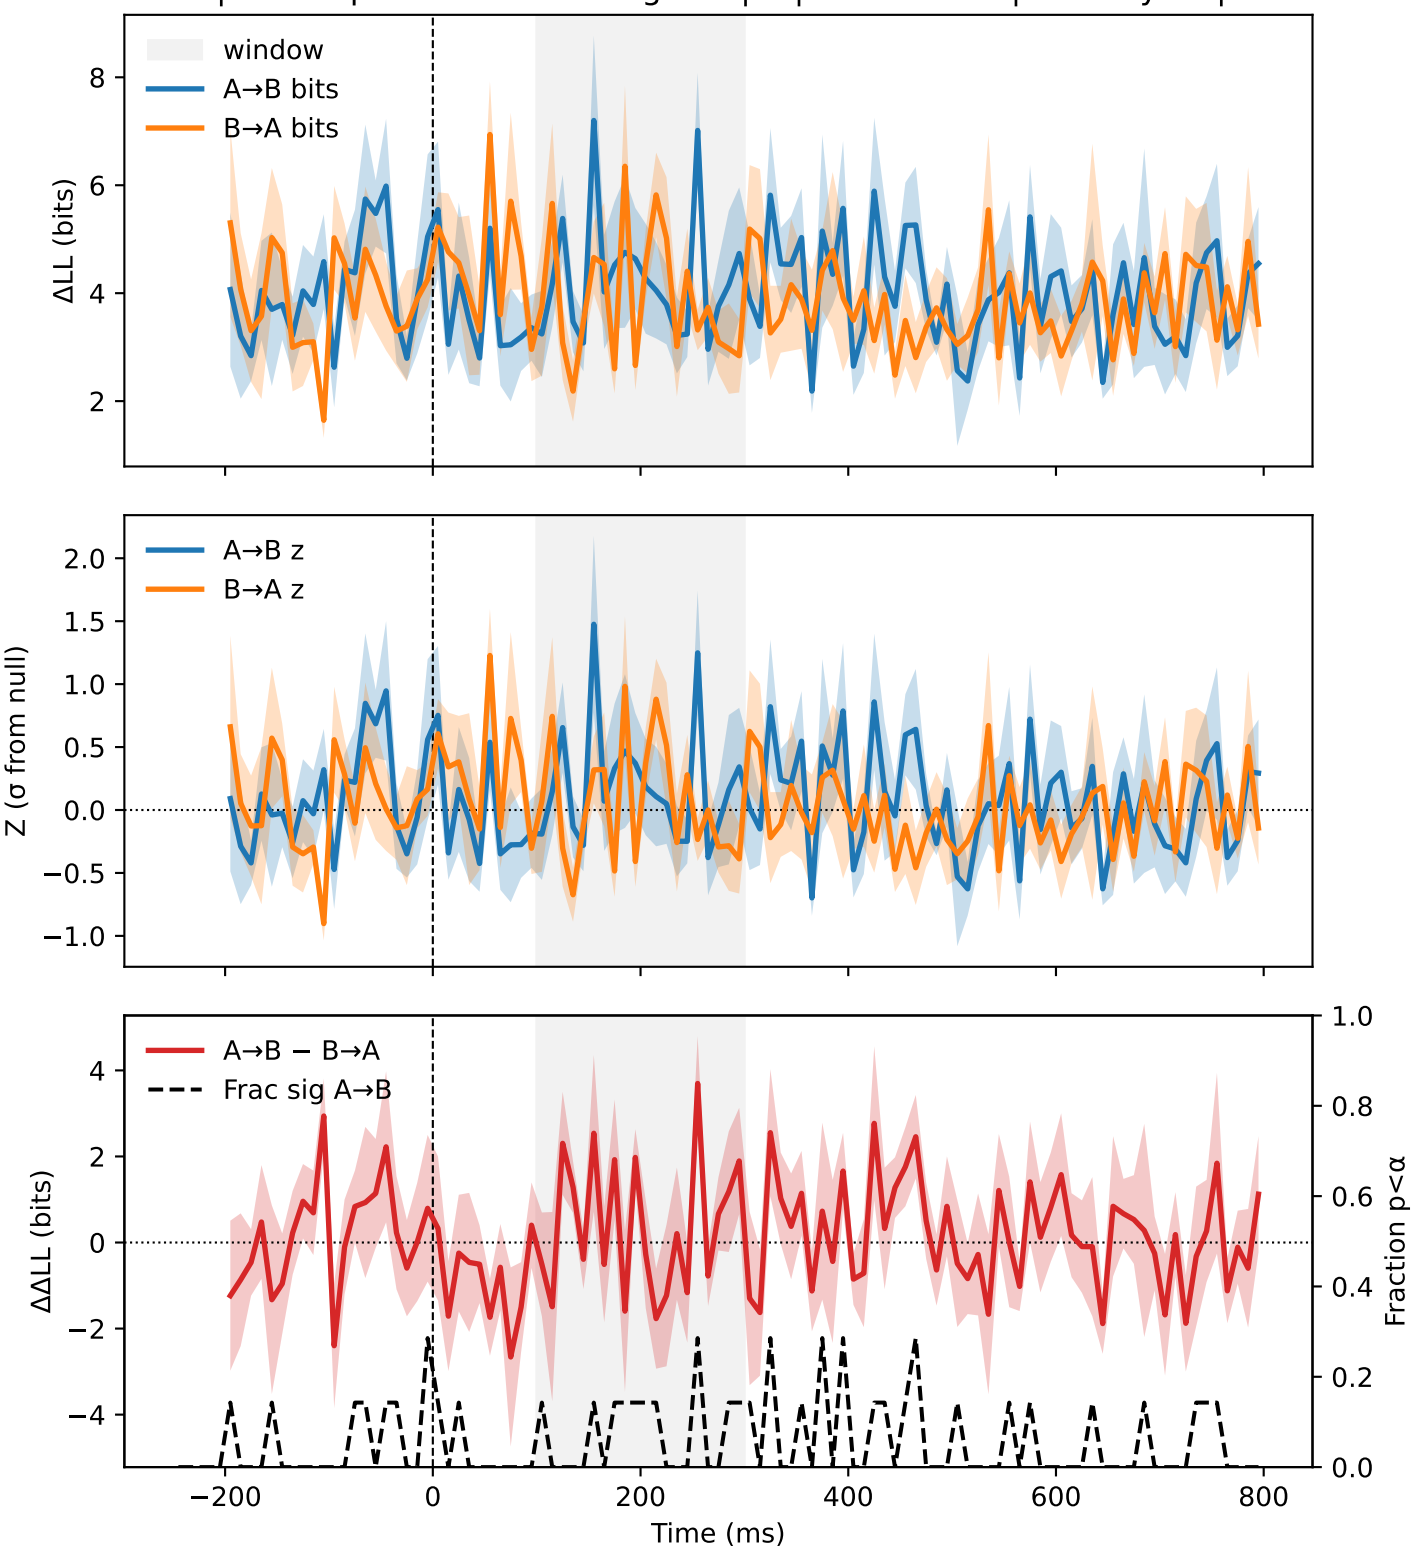 window
A→B bits
B→A bits
8
6
4
2
ΔLL (bits)
A→B z
B→A z
2.0
1.5
1.0
0.5
0.0
−0.5
−1.0
Z (σ from null)
A→B − B→A
Frac sig A→B
4
2
0
−2
−4
ΔΔLL (bits)
1.0
0.8
0.6
0.4
0.2
0.0
Fraction p<α
−200
0
200
400
600
800
Time (ms)